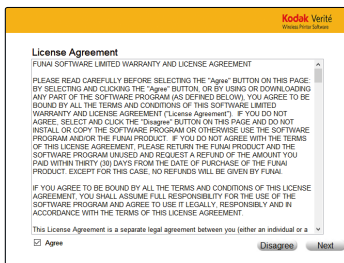 Kodak Verité
Wireless Printer Software
License Agreement
FUNAI SOFTWARE LIMITED WARRANTY AND LICENSE AGREEMENT
PLEASE READ CAREFULLY BEFORE SELECTING THE "Agree" BUTTON ON THIS PAGE:
BY SELECTING AND CLICKING THE "Agree" BUTTON, OR BY USING OR DOWNLOADING
ANY PART OF THE SOFTWARE PROGRAM (AS DEFINED BELOW), YOU AGREE TO BE
BOUND BY ALL THE TERMS AND CONDITIONS OF THIS SOFTWARE LIMITED
WARRANTY AND LICENSE AGREEMENT ("License Agreement"). IF YOU DO NOT
AGREE, SELECT AND CLICK THE "Disagree" BUTTON ON THIS PAGE AND DO NOT
INSTALL OR COPY THE SOFTWARE PROGRAM OR OTHERWISE USE THE SOFTWARE
PROGRAM AND/OR THE FUNAI PRODUCT. IF YOU DO NOT AGREE WITH THE TERMS
OF THIS LICENSE AGREEMENT, PLEASE RETURN THE FUNAI PRODUCT AND THE
SOFTWARE PROGRAM UNUSED AND REQUEST A REFUND OF THE AMOUNT YOU
PAID WITHIN THIRTY (30) DAYS FROM THE DATE OF PURCHASE OF THE FUNAI
PRODUCT. EXCEPT FOR THIS CASE, NO REFUNDS WILL BE GIVEN BY FUNAI.
IF YOU AGREE TO BE BOUND BY ALL THE TERMS AND CONDITIONS OF THIS LICENSE
AGREEMENT, YOU SHALL ASSUME FULL RESPONSIBILITY FOR THE USE OF THE
SOFTWARE PROGRAM AND AGREE TO USE IT LEGALLY, RESPONSIBLY AND IN
ACCORDANCE WITH THE TERMS OF THIS LICENSE AGREEMENT.
This License Agreement is a separate legal agreement between you (either an individual or a
Agree
Disagree Next